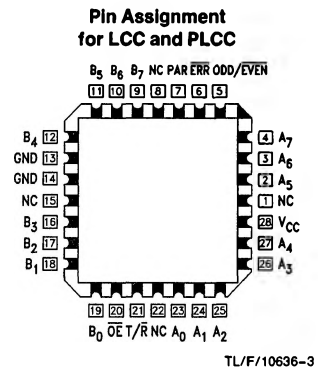 Pin Assignment
for LCC and PLCC
B5 B6 B7 NC PAR E̅R̅R̅ ODD/E̅V̅E̅N̅
11 10 9 8 7 6 5
B4 12
GND 13
GND 14
NC 15
B3 16
B2 17
B1 18
4 A7
3 A6
2 A5
1 NC
28 VCC
27 A4
26 A3
19 20 21 22 23 24 25
B0 O̅E̅ T/R̅ NC A0 A1 A2
TL/F/10636–3